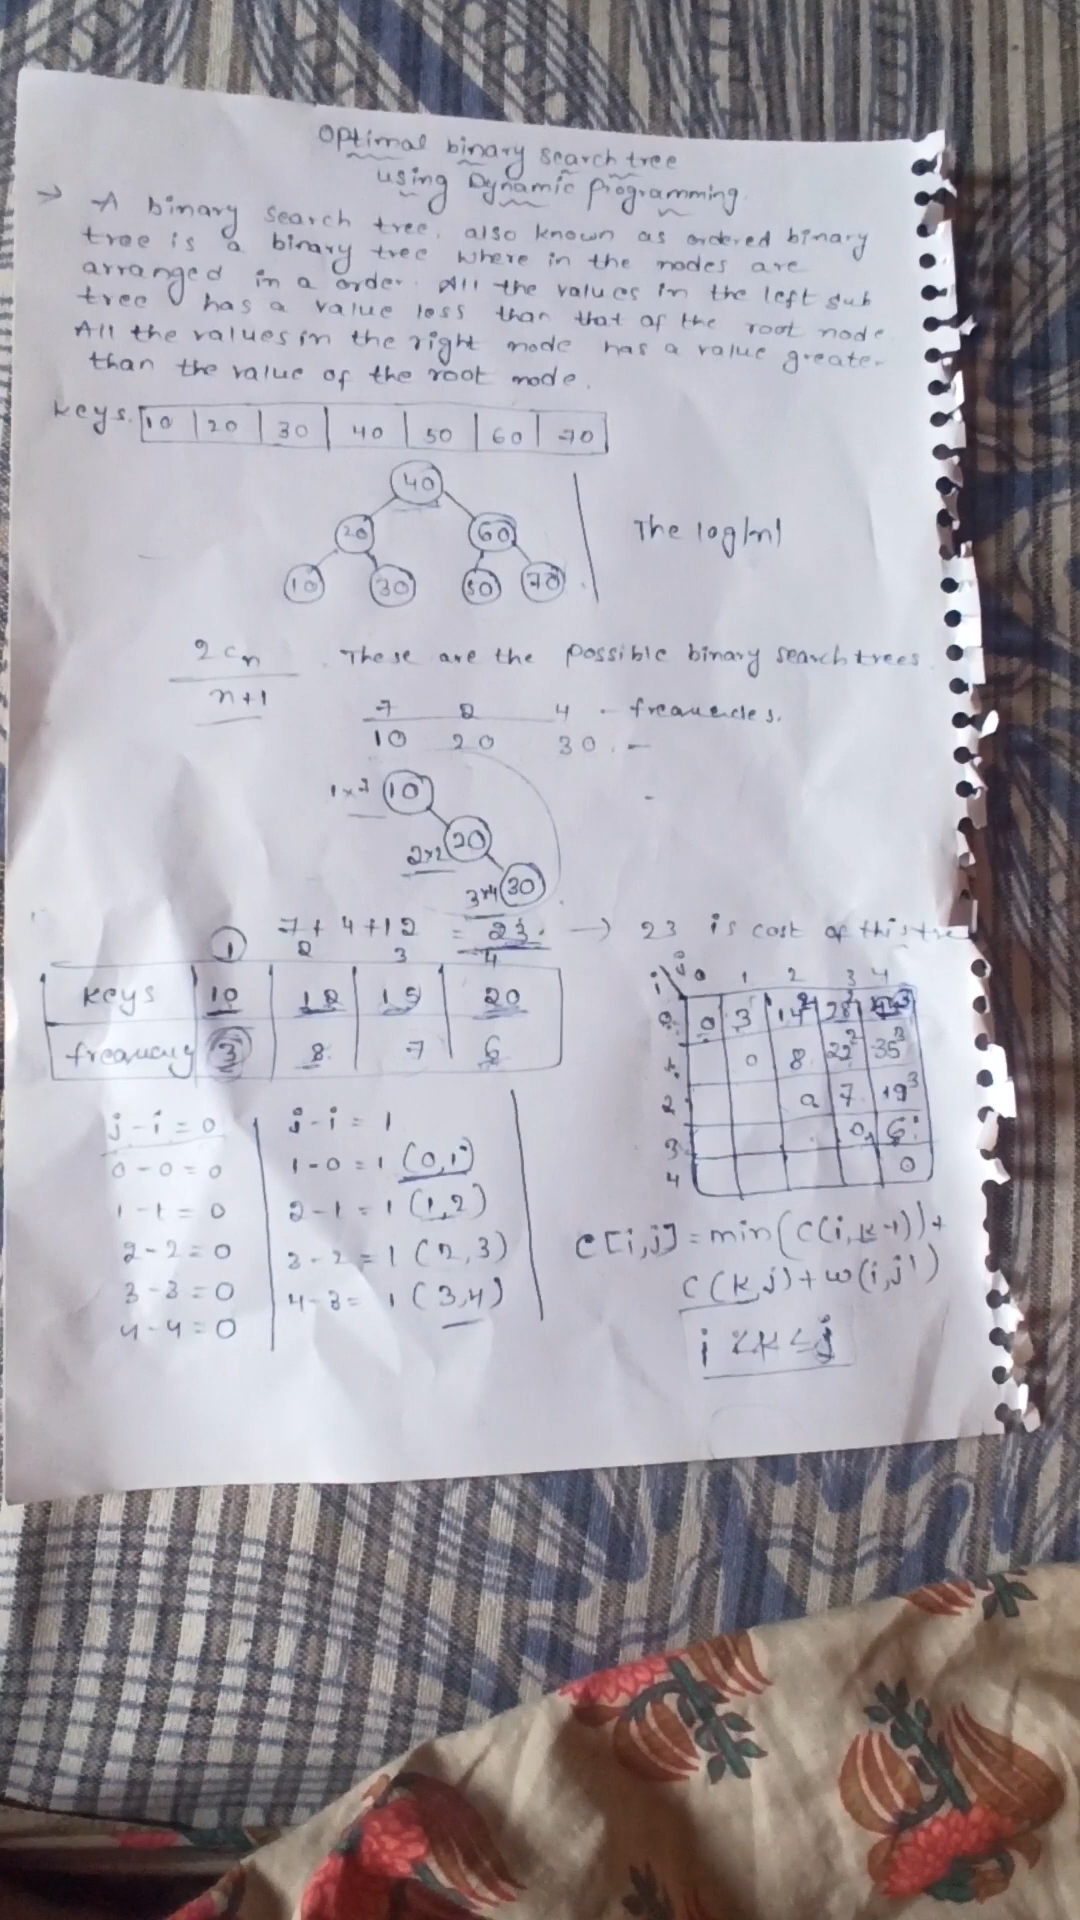 Optimal binary search tree
using Dynamic programming.
→ A binary search tree, also known as ordered binary
tree is a binary tree where in the nodes are
arranged in a order. All the values in the left sub
tree has a value less than that of the root node
All the values in the right node has a value greater
than the value of the root node.
keys. 10 20 30 40 50 60 70
40
20 60
10 30 50 70
The log(n)
2cn
n+1
These are the possible binary search trees
7 2 4 - frequencies.
10 20 30. -
1×7 10
2×2 20
3×4 30
7+4+12 = 23. → 23 is cost of this tree
1 2 3 4
keys 10 12 15 20
frequency 3 8 7 6
j-i=0
0-0=0
1-1=0
2-2=0
3-3=0
4-4=0
j-i=1
1-0=1 (0,1)
2-1=1 (1,2)
3-2=1 (2,3)
4-3=1 (3,4)
i j 0 1 2 3 4
0 0 3 14² 28²
1 0 8 22² 35³
2 0 7 19³
3 0 6
4 0
C[i,j]=min(C(i,k-1))+
C(k,j)+w(i,j)
i<k≤j